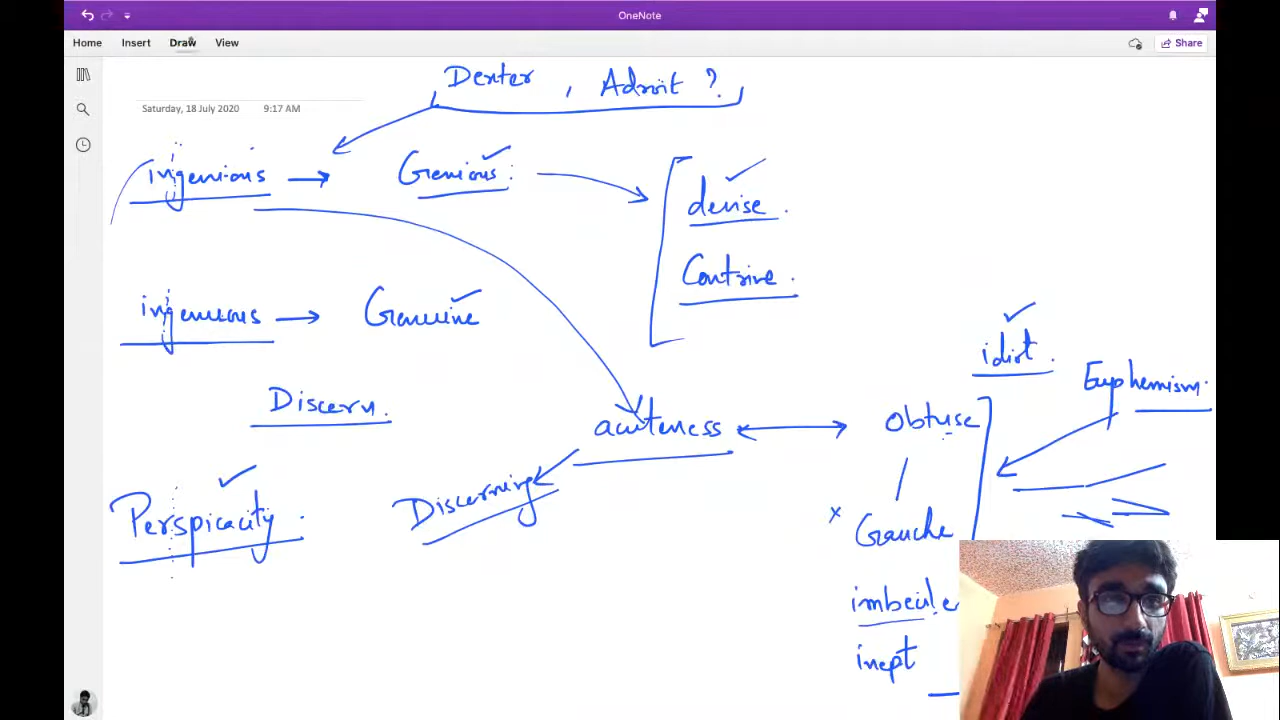 OneNote
Home Insert Draw View Share
Dexter, Adroit ?
Saturday, 18 July 2020 9:17 AM
ingenious → Genious :
devise .
Contrive .
ingenuous → Genuine
idiot .
Euphemism .
Discern .
acuteness ↔ obtuse
Discerning
Perspicacity .
x Gauche
imbecile
inept